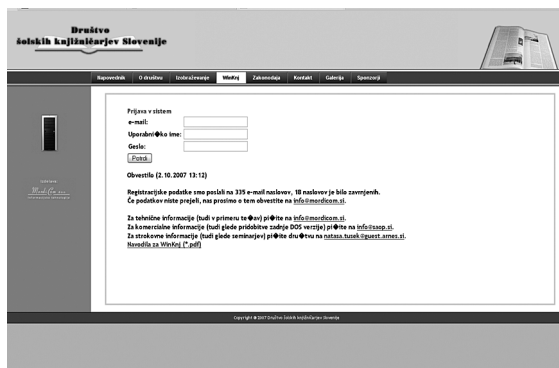 Društvo
šolskih knjižničarjev Slovenije
Napovednik O društvu Izobraževanje WinKnj Zakonodaja Kontakt Galerija Sponzorji
Prijava v sistem
e-mail:
Uporabni�ko ime:
Geslo:
Potrdi
Obvestilo (2.10.2007 13:12)
Registracijske podatke smo poslali na 335 e-mail naslovov, 18 naslovov je bilo zavrnjenih.
Če podatkov niste prejeli, nas prosimo o tem obvestite na info@mordicom.si.
Za tehnične informacije (tudi v primeru te�av) pi�ite na info@mordicom.si.
Za komercialne informacije (tudi glede pridobitve zadnje DOS verzije) pi�ite na info@saop.si.
Za strokovne informacije (tudi glede seminarjev) pi�ite dru�tvu na natasa.tusek@guest.arnes.si.
Navodila za WinKnj (*.pdf)
izdelava
MordiCom
Copyright © 2007 Društvo šolskih knjižničarjev Slovenije